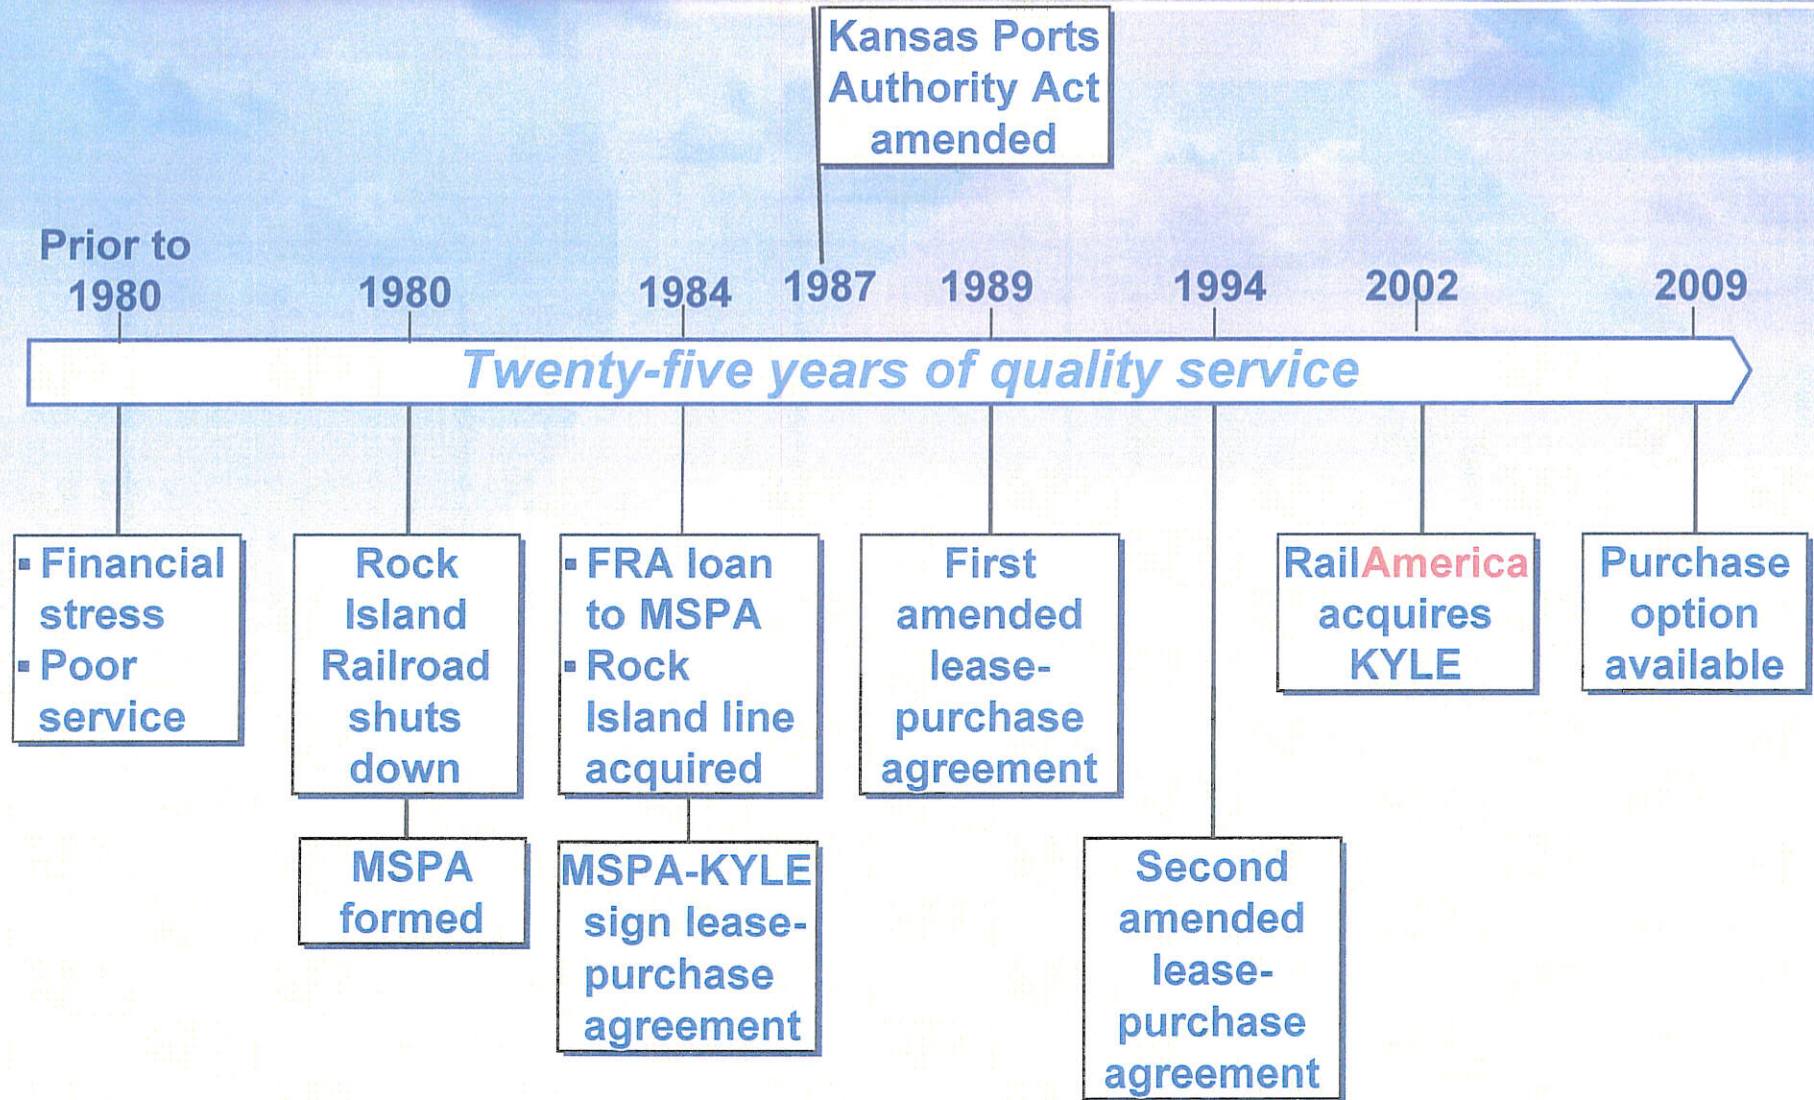 Kansas Ports
Authority Act
amended
Prior to
1980
1980
1984
1987
1989
1994
2002
2009
Twenty-five years of quality service
▪ Financial
stress
▪ Poor
service
Rock
Island
Railroad
shuts
down
MSPA
formed
▪ FRA loan
to MSPA
▪ Rock
Island line
acquired
MSPA-KYLE
sign lease-
purchase
agreement
First
amended
lease-
purchase
agreement
Second
amended
lease-
purchase
agreement
RailAmerica
acquires
KYLE
Purchase
option
available